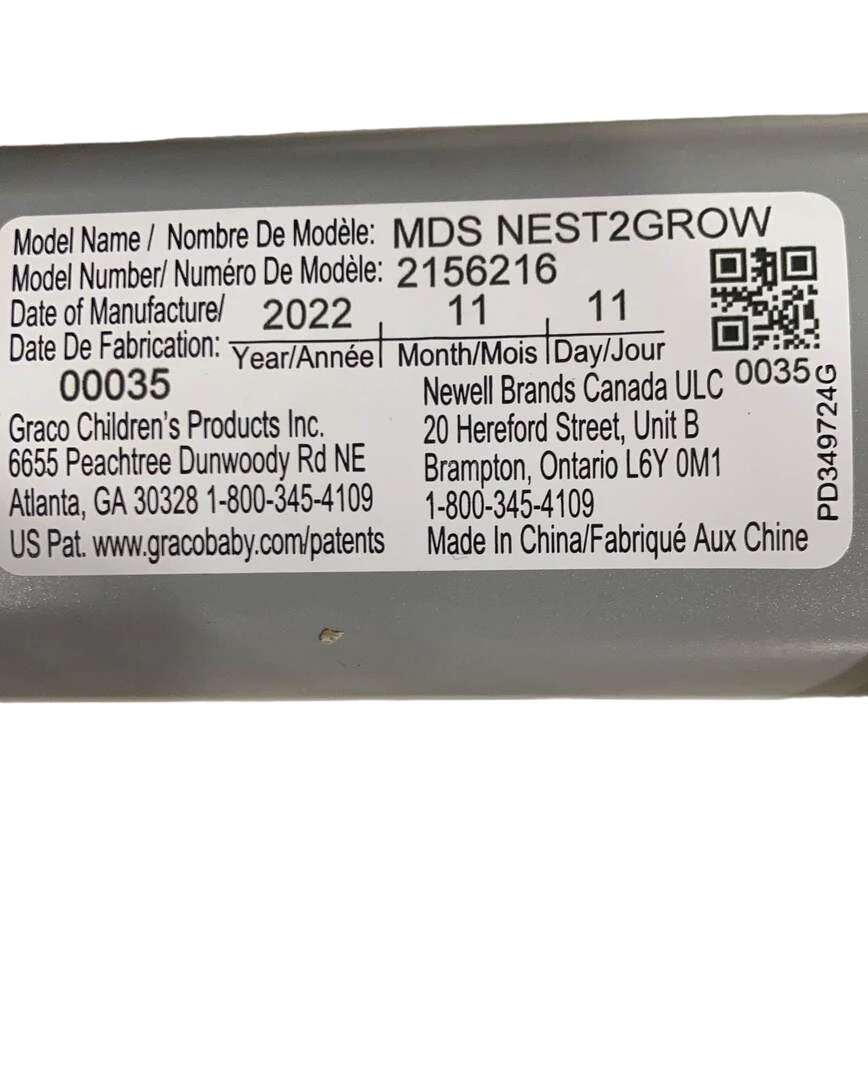 Model Name / Nombre De Modèle: MDS NEST2GROW
Model Number/ Numéro De Modèle: 2156216
Date of Manufacture/ 2022 11 11
Date De Fabrication: Year/Année Month/Mois Day/Jour
00035
0035
Graco Children's Products Inc.
6655 Peachtree Dunwoody Rd NE
Atlanta, GA 30328 1-800-345-4109
US Pat. www.gracobaby.com/patents
Newell Brands Canada ULC
20 Hereford Street, Unit B
Brampton, Ontario L6Y 0M1
1-800-345-4109
Made In China/Fabriqué Aux Chine
PD349724G